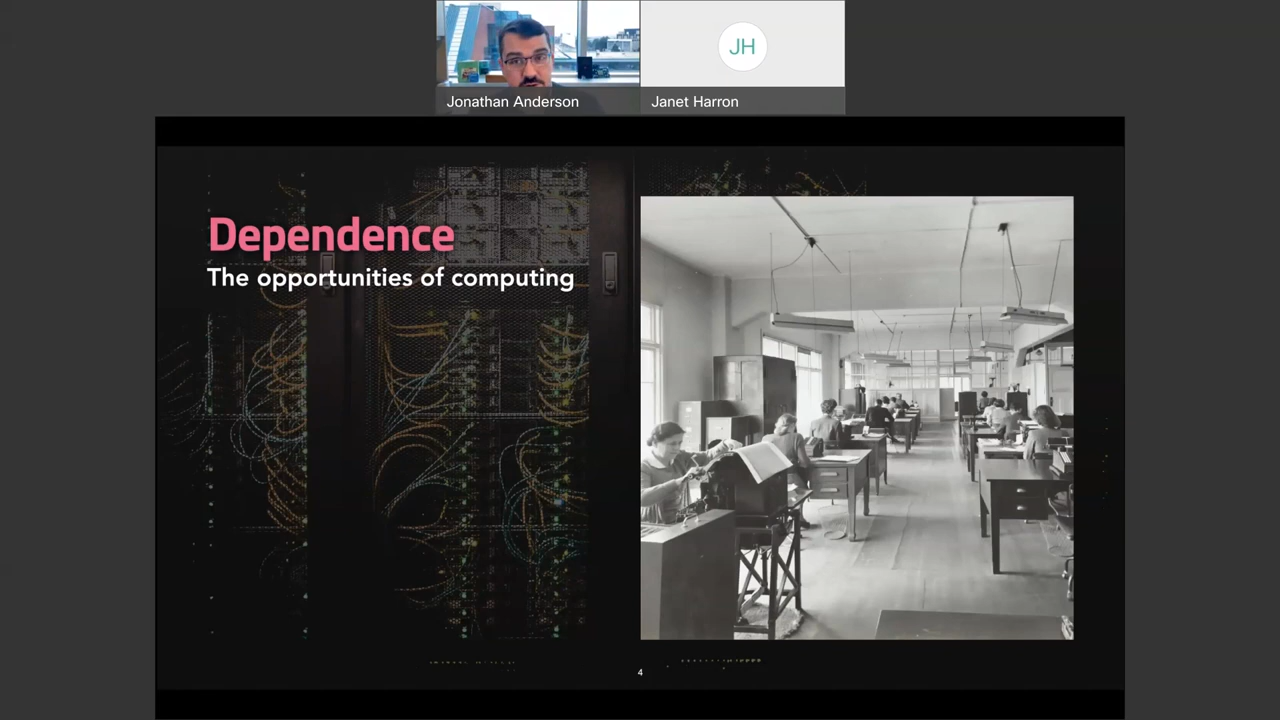 JH
Jonathan Anderson
Janet Harron
Dependence
The opportunities of computing
4